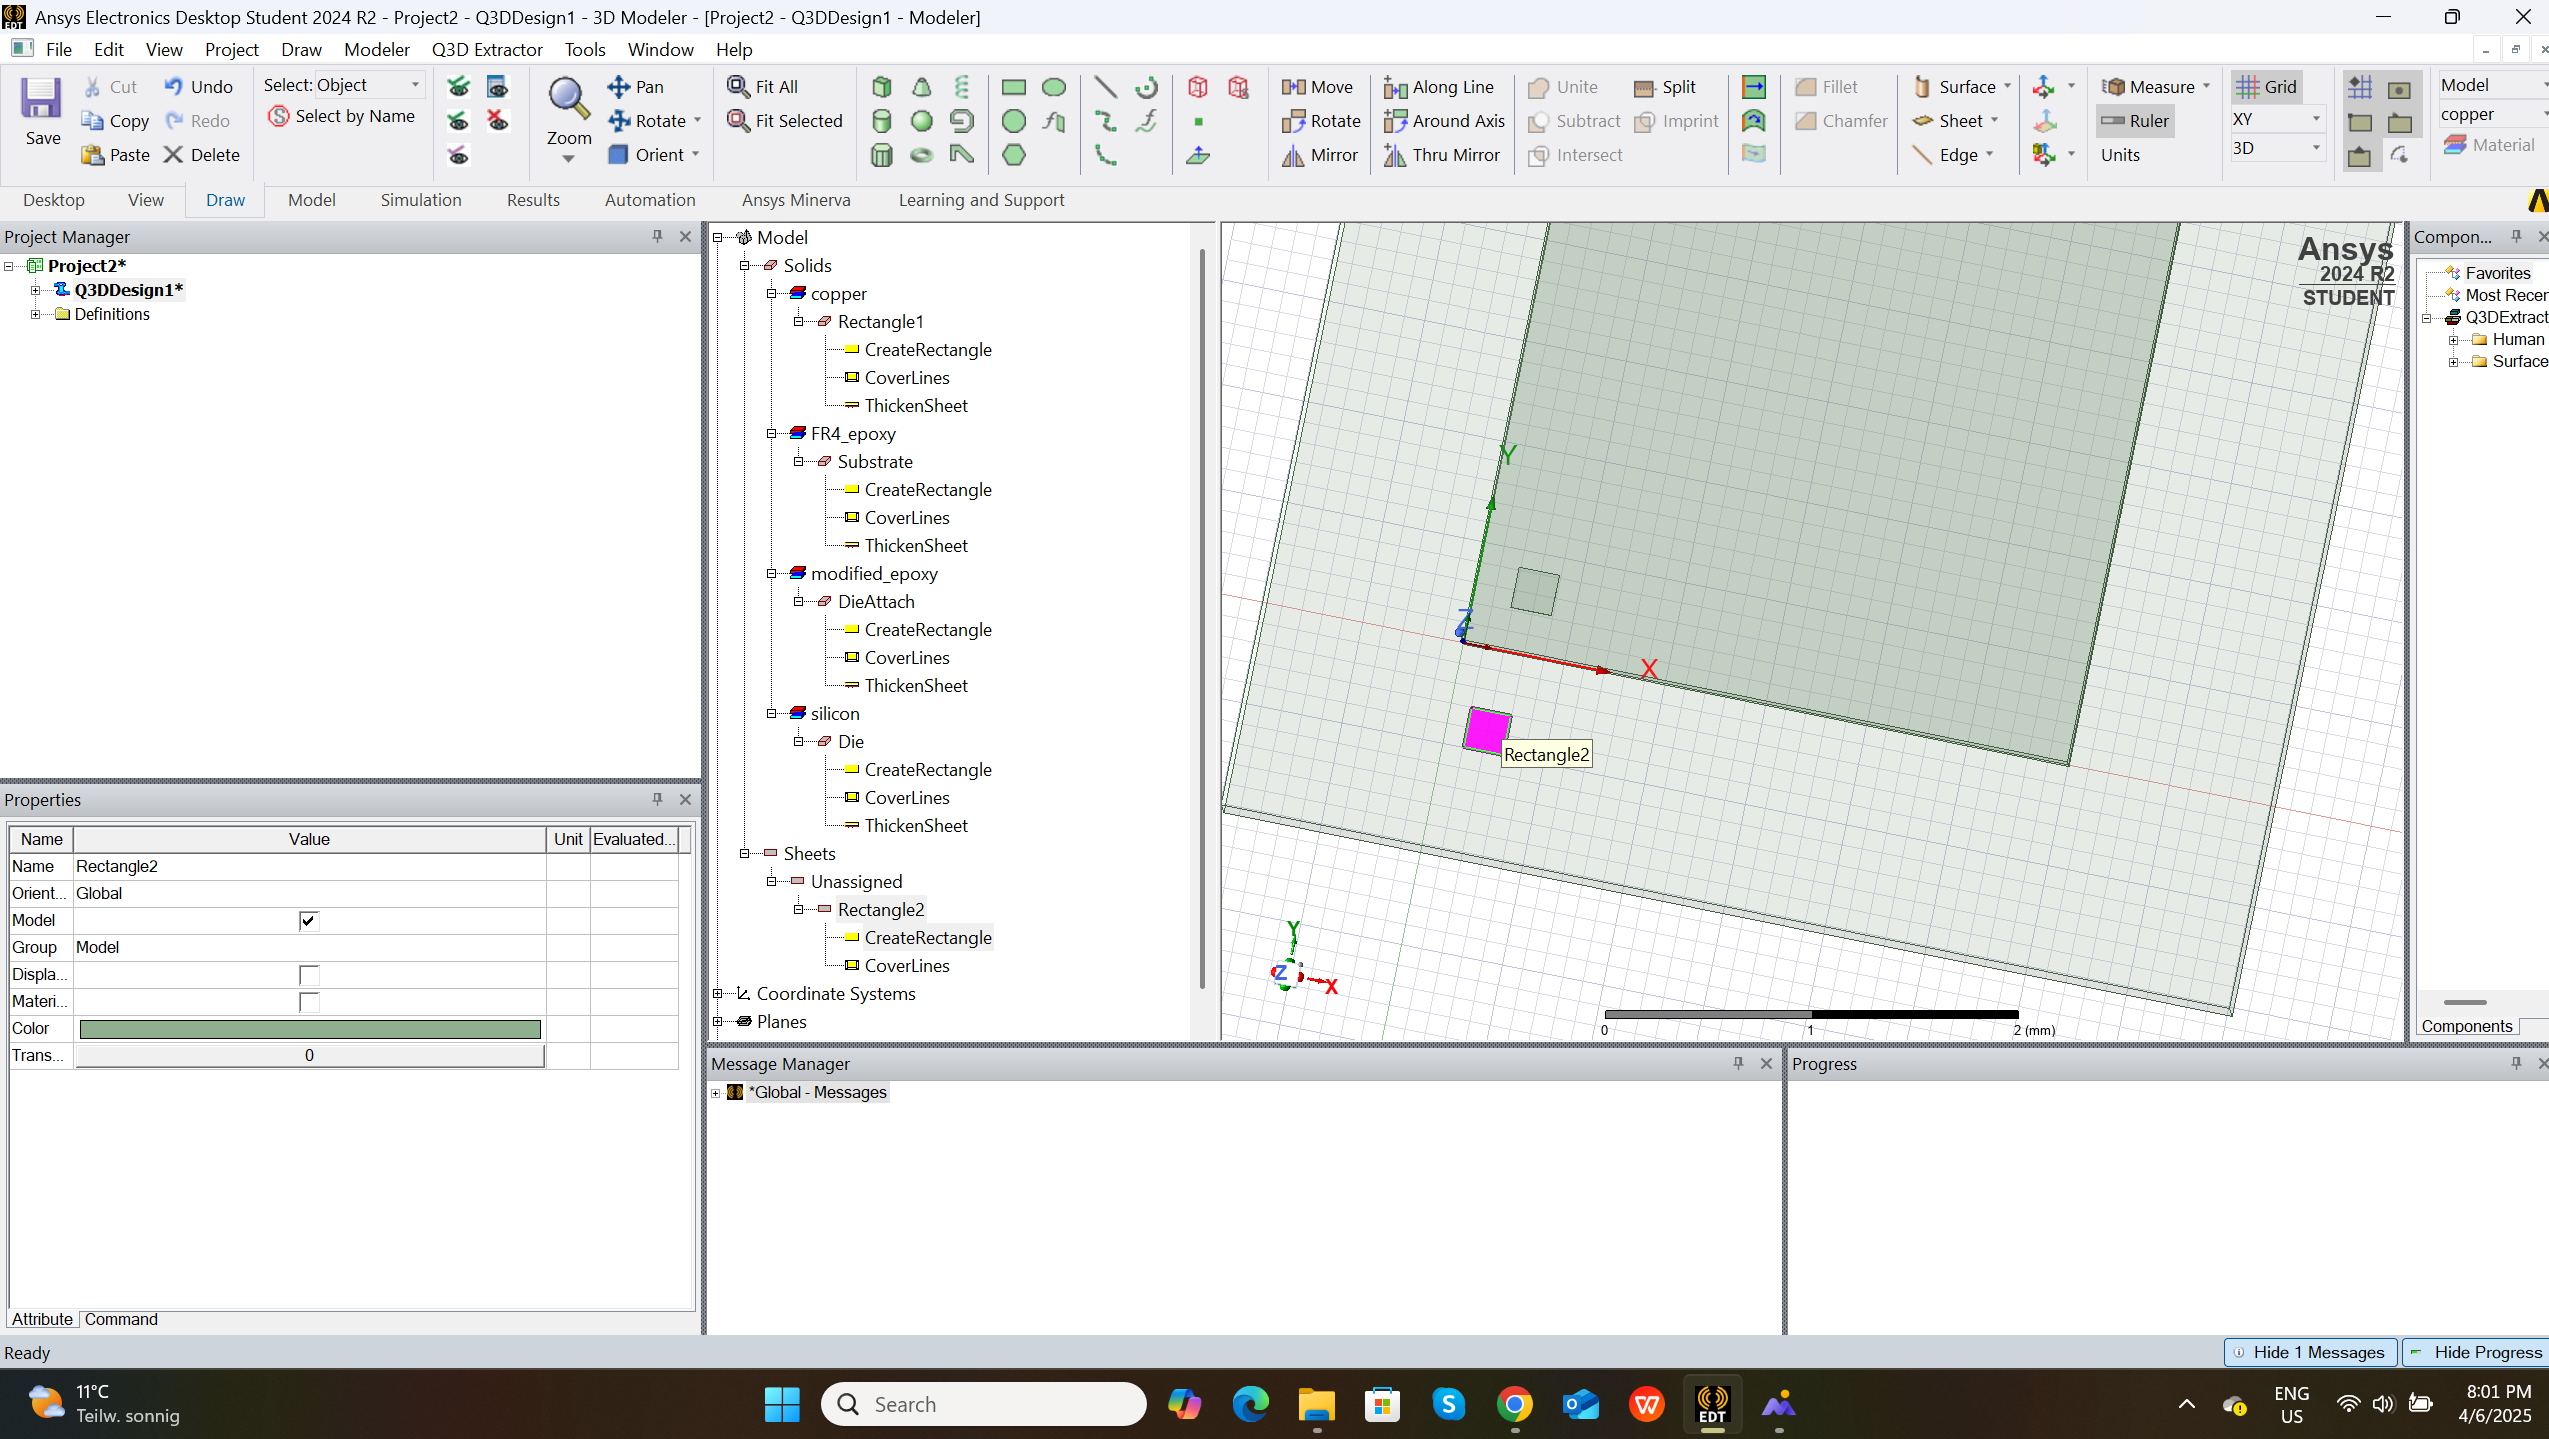 Ansys Electronics Desktop Student 2024 R2 - Project2 - Q3DDesign1 - 3D Modeler - [Project2 - Q3DDesign1 - Modeler]
File Edit View Project Draw Modeler Q3D Extractor Tools Window Help
Save
Cut
Copy
Paste
Undo
Redo
Delete
Select: Object
Select by Name
Zoom
Pan
Rotate
Orient
Fit All
Fit Selected
Move
Rotate
Mirror
Along Line
Around Axis
Thru Mirror
Unite
Subtract
Intersect
Split
Imprint
Fillet
Chamfer
Surface
Sheet
Edge
Measure
Ruler
Units
Grid
XY
3D
Model
copper
Material
Desktop View Draw Model Simulation Results Automation Ansys Minerva Learning and Support
Project Manager
Project2*
Q3DDesign1*
Definitions
Properties
Name Value Unit Evaluated...
Name Rectangle2
Orient... Global
Model
Group Model
Displa...
Materi...
Color
Trans... 0
Attribute Command
Model
Solids
copper
Rectangle1
CreateRectangle
CoverLines
ThickenSheet
FR4_epoxy
Substrate
CreateRectangle
CoverLines
ThickenSheet
modified_epoxy
DieAttach
CreateRectangle
CoverLines
ThickenSheet
silicon
Die
CreateRectangle
CoverLines
ThickenSheet
Sheets
Unassigned
Rectangle2
CreateRectangle
CoverLines
Coordinate Systems
Planes
Ansys
2024 R2
STUDENT
Y
Z
X
Rectangle2
Y
Z
X
0 1 2 (mm)
Compon...
Favorites
Most Recen
Q3DExtract
Human
Surface
Components
Message Manager
*Global - Messages
Progress
Ready
Hide 1 Messages
Hide Progress
11°C
Teilw. sonnig
Search
EDT
ENG
US
8:01 PM
4/6/2025